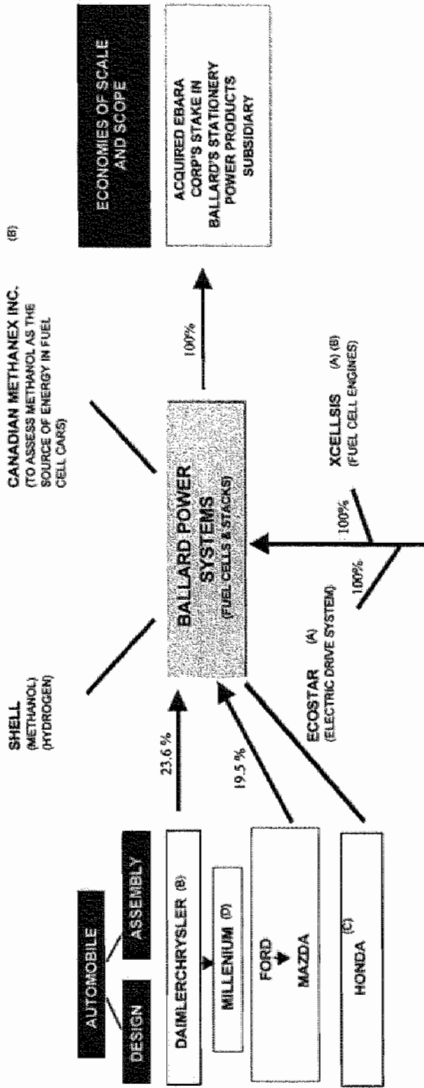 AUTOMOBILE
DESIGN
ASSEMBLY
DAIMLERCHRYSLER (B)
MILLENIUM (D)
FORD
MAZDA
HONDA (C)
SHELL
(METHANOL)
(HYDROGEN)
23.6 %
19.5 %
BALLARD POWER
SYSTEMS
(FUEL CELLS & STACKS)
ECOSTAR (A)
(ELECTRIC DRIVE SYSTEM)
100%
100%
XCELLSIS (A) (B)
(FUEL CELL ENGINES)
CANADIAN METHANEX INC. (B)
(TO ASSESS METHANOL AS THE
SOURCE OF ENERGY IN FUEL
CELL CARS)
100%
ECONOMIES OF SCALE
AND SCOPE
ACQUIRED EBARA
CORP'S STAKE IN
BALLARD'S STATIONERY
POWER PRODUCTS
SUBSIDIARY